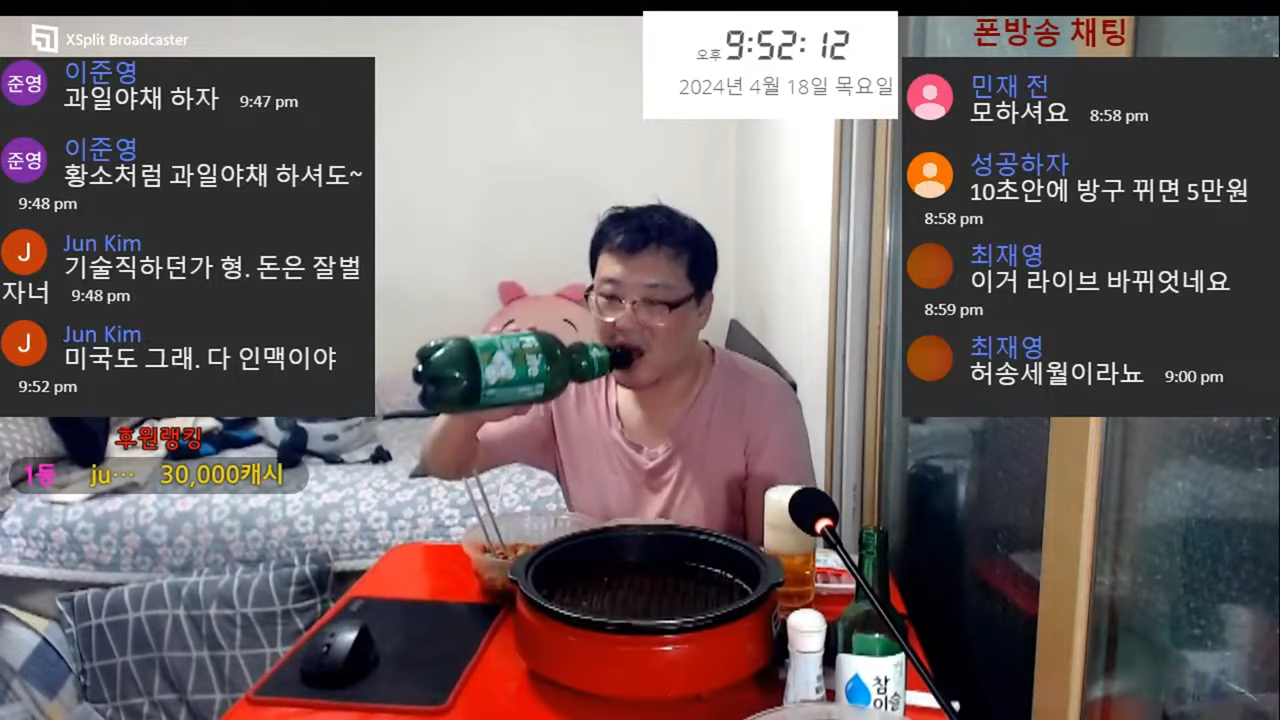 XSplit Broadcaster
준영
이준영
과일야채 하자 9:47 pm
준영
이준영
황소처럼 과일야채 하셔도~
9:48 pm
J
Jun Kim
기술직하던가 형. 돈은 잘벌
자너 9:48 pm
J
Jun Kim
미국도 그래. 다 인맥이야
9:52 pm
후원랭킹
1등 ju… 30,000캐시
오후 9:52:12
2024년 4월 18일 목요일
폰방송 채팅
민재 전
모하셔요 8:58 pm
성공하자
10초안에 방구 뀌면 5만원
8:58 pm
최재영
이거 라이브 바뀌엇네요
8:59 pm
최재영
허송세월이라뇨 9:00 pm
참
이슬